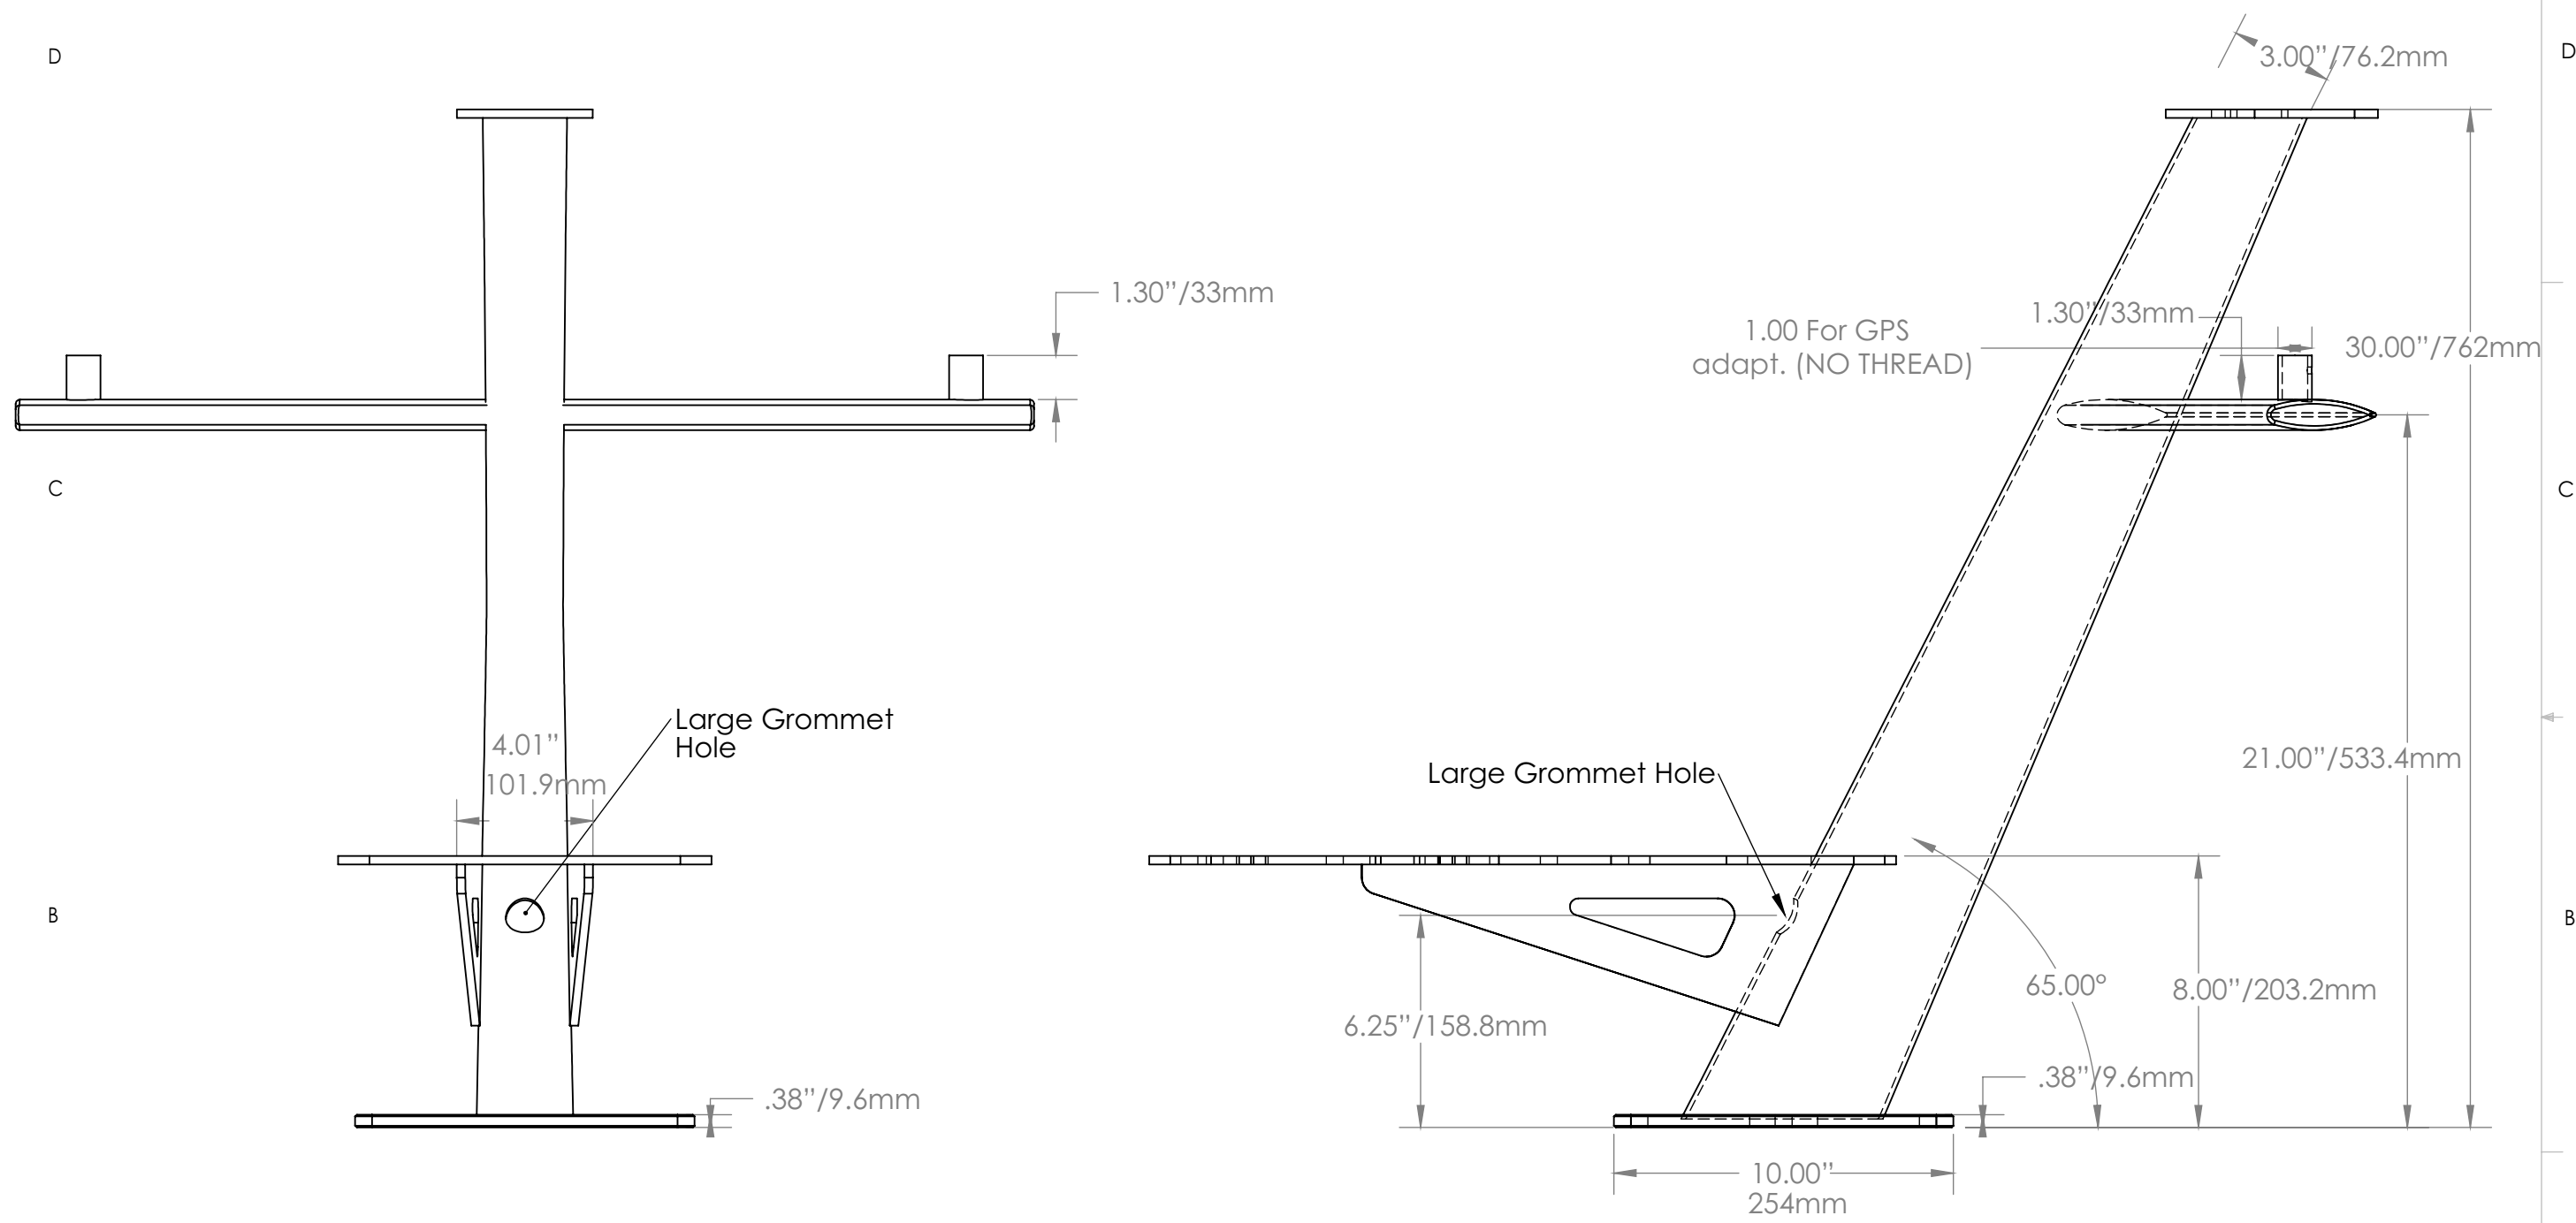 D
D
3.00”/76.2mm
1.30”/33mm
1.30”/33mm
1.00 For GPS
adapt. (NO THREAD)
30.00”/762mm
C
C
Large Grommet
Hole
4.01”
101.9mm
Large Grommet Hole
21.00”/533.4mm
B
B
65.00°
8.00”/203.2mm
6.25”/158.8mm
.38”/9.6mm
.38”/9.6mm
10.00”
254mm